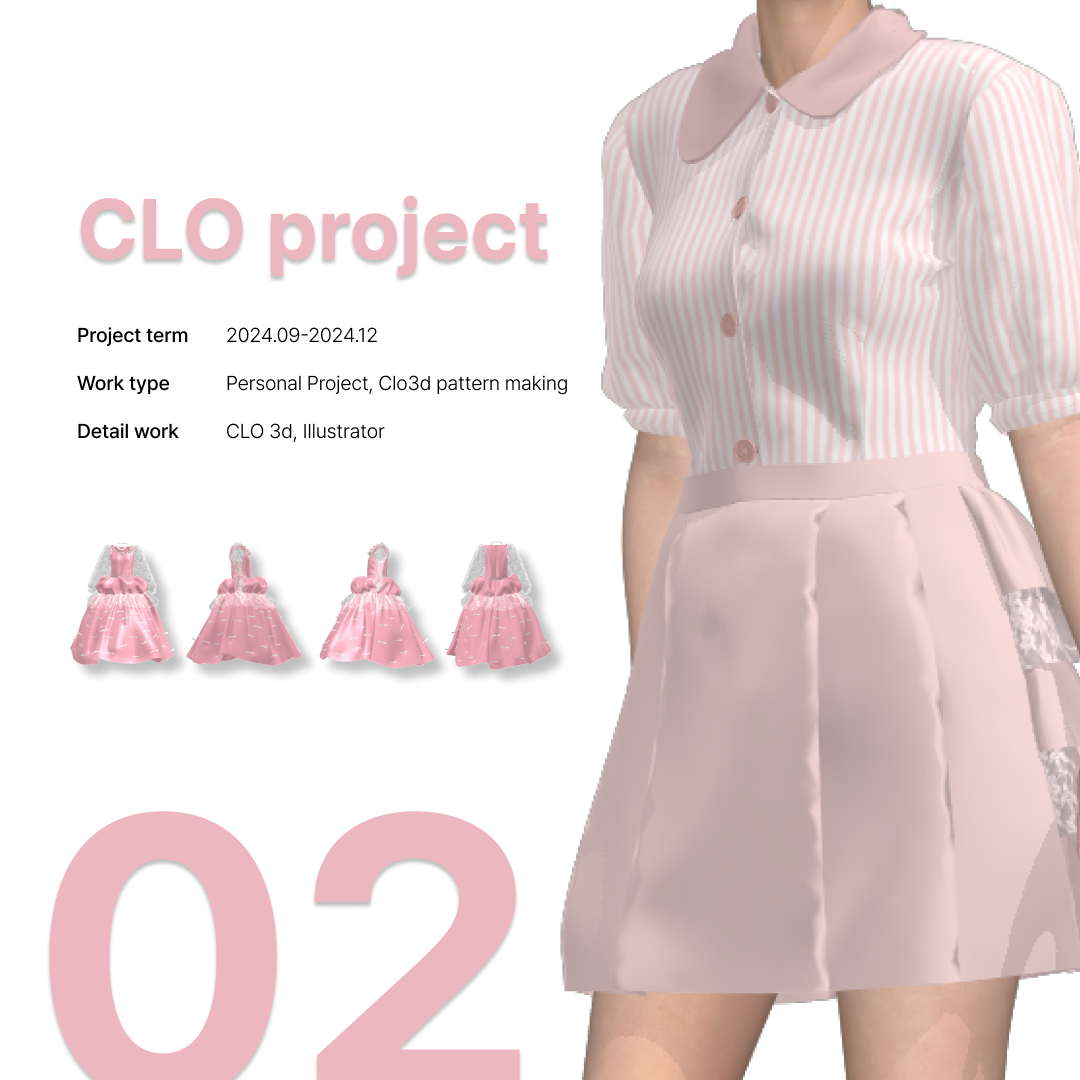 CLO project
Project term 2024.09-2024.12
Work type Personal Project, Clo3d pattern making
Detail work CLO 3d, Illustrator
02